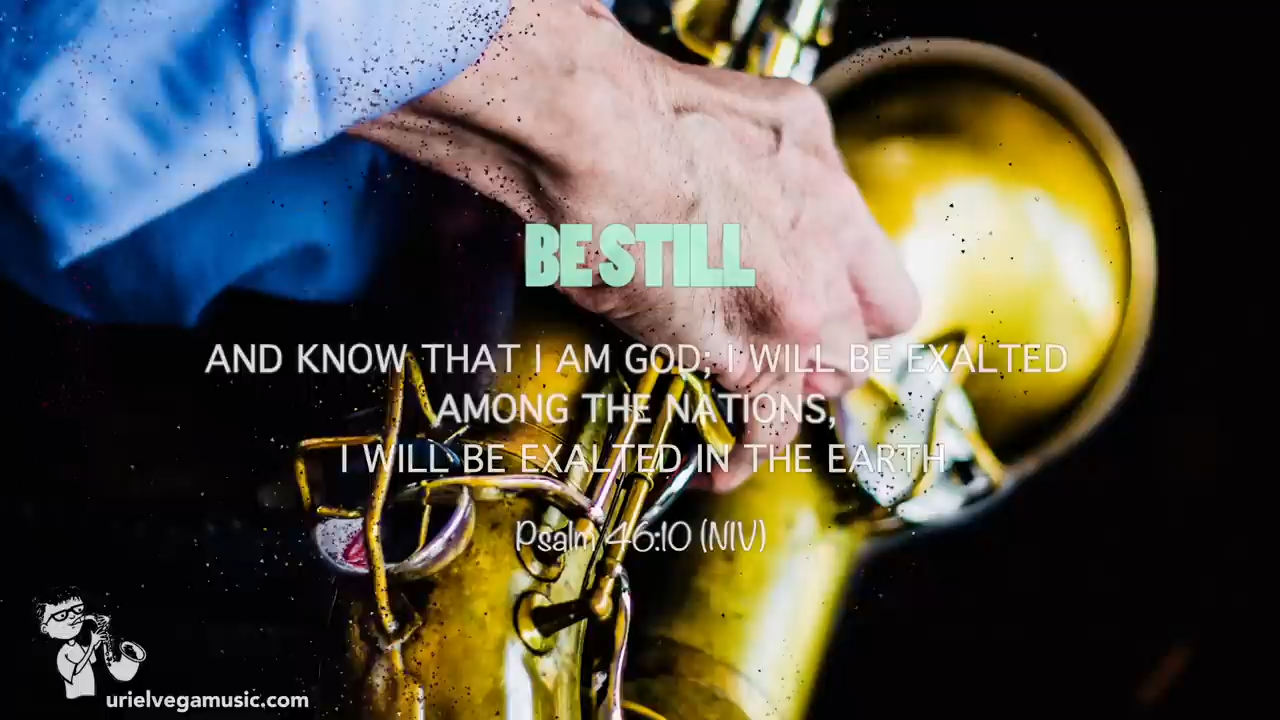 BE STILL
AND KNOW THAT I AM GOD; I WILL BE EXALTED
AMONG THE NATIONS,
I WILL BE EXALTED IN THE EARTH
Psalm 46:10 (NIV)
urielvegamusic.com